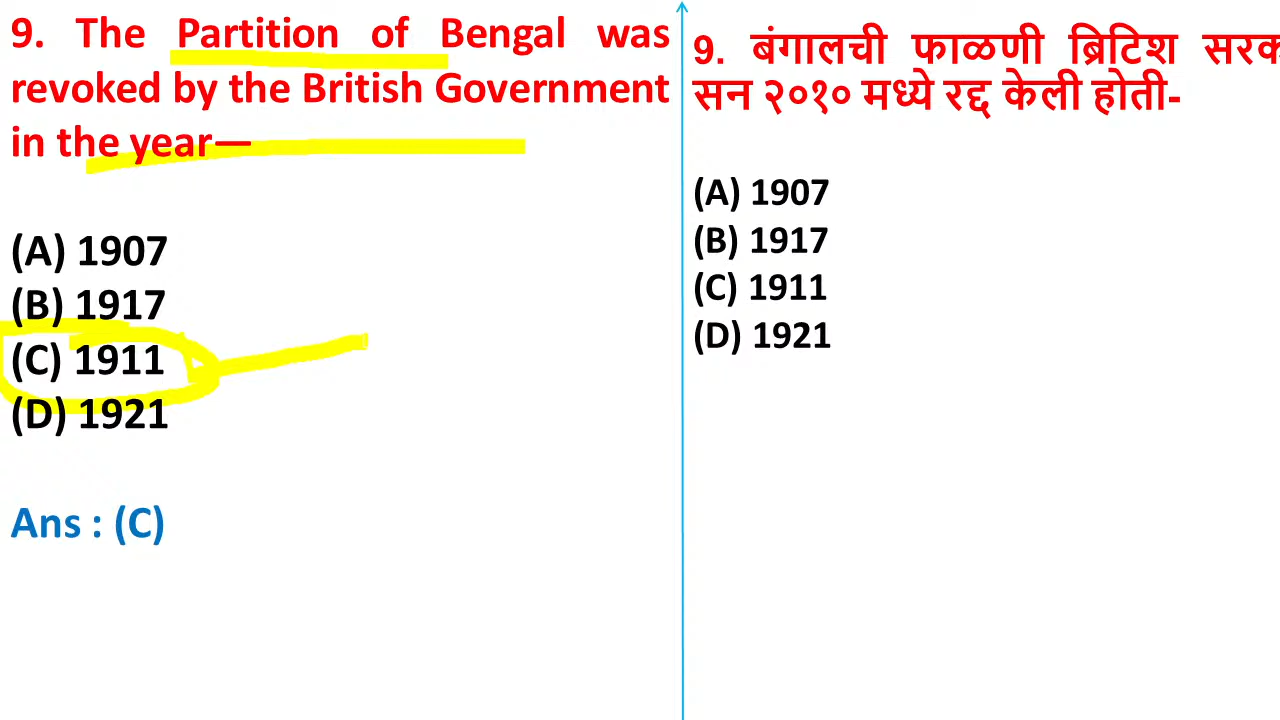 9. The Partition of Bengal was
revoked by the British Government
in the year—
(A) 1907
(B) 1917
(C) 1911
(D) 1921
Ans : (C)
9. बंगालची फाळणी ब्रिटिश
सन २०१० मध्ये रद्द केली होती-
(A) 1907
(B) 1917
(C) 1911
(D) 1921